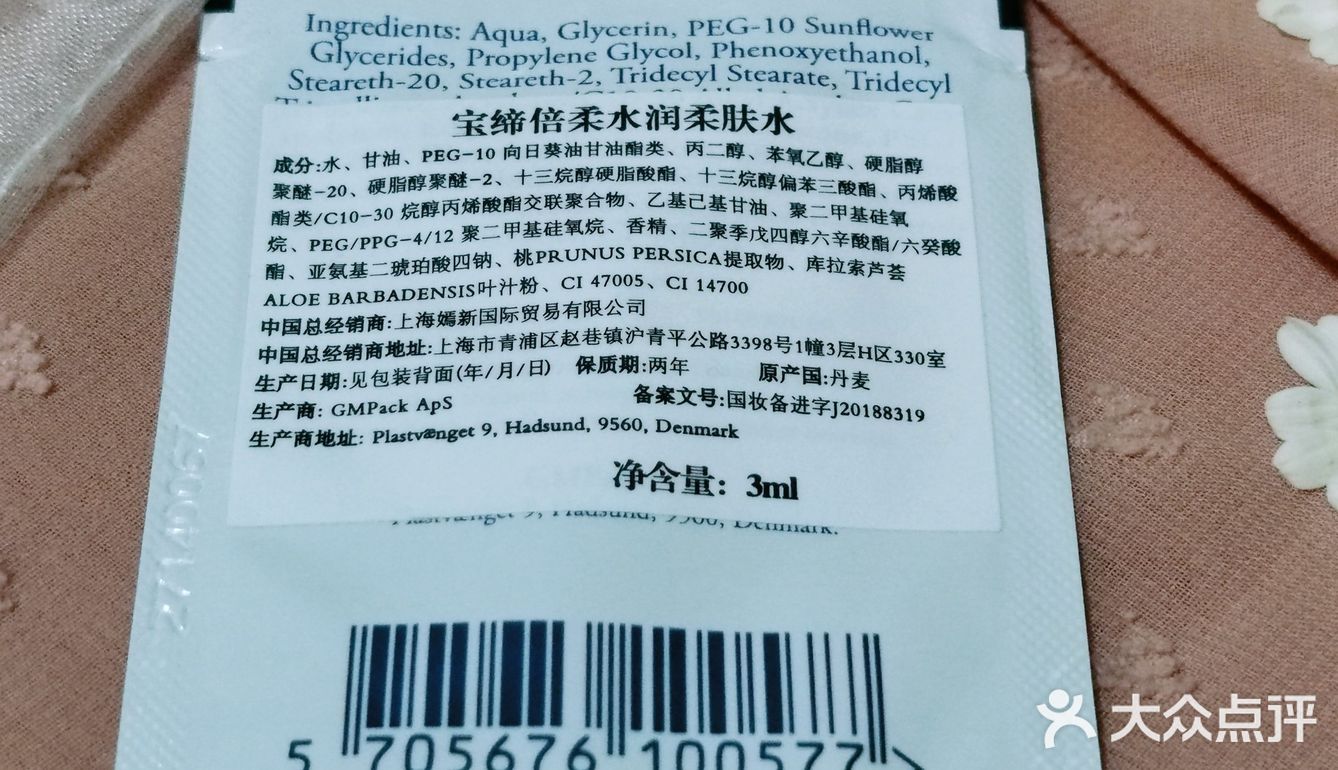 Ingredients: Aqua, Glycerin, PEG-10 Sunflower
Glycerides, Propylene Glycol, Phenoxyethanol,
Steareth-20, Steareth-2, Tridecyl Stearate, Tridecyl
宝缔倍柔水润柔肤水
成分:水、甘油、PEG-10 向日葵油甘油酯类、丙二醇、苯氧乙醇、硬脂醇
聚醚-20、硬脂醇聚醚-2、十三烷醇硬脂酸酯、十三烷醇偏苯三酸酯、丙烯酸
酯类/C10-30 烷醇丙烯酸酯交联聚合物、乙基已基甘油、聚二甲基硅氧
烷、PEG/PPG-4/12 聚二甲基硅氧烷、香精、二聚季戊四醇六辛酸酯/六癸酸
酯、亚氨基二琥珀酸四钠、桃PRUNUS PERSICA提取物、库拉索芦荟
ALOE BARBADENSIS叶汁粉、CI 47005、CI 14700
中国总经销商:上海嫣新国际贸易有限公司
中国总经销商地址:上海市青浦区赵巷镇沪青平公路3398号1幢3层H区330室
生产日期:见包装背面(年/月/日) 保质期:两年 原产国:丹麦
生产商: GMPack ApS 备案文号:国妆备进字J20188319
生产商地址: Plastvænget 9, Hadsund, 9560, Denmark
净含量: 3ml
Plastvænget 9, Hadsund, 9560, Denmark.
5 705676 100577 >
大众点评